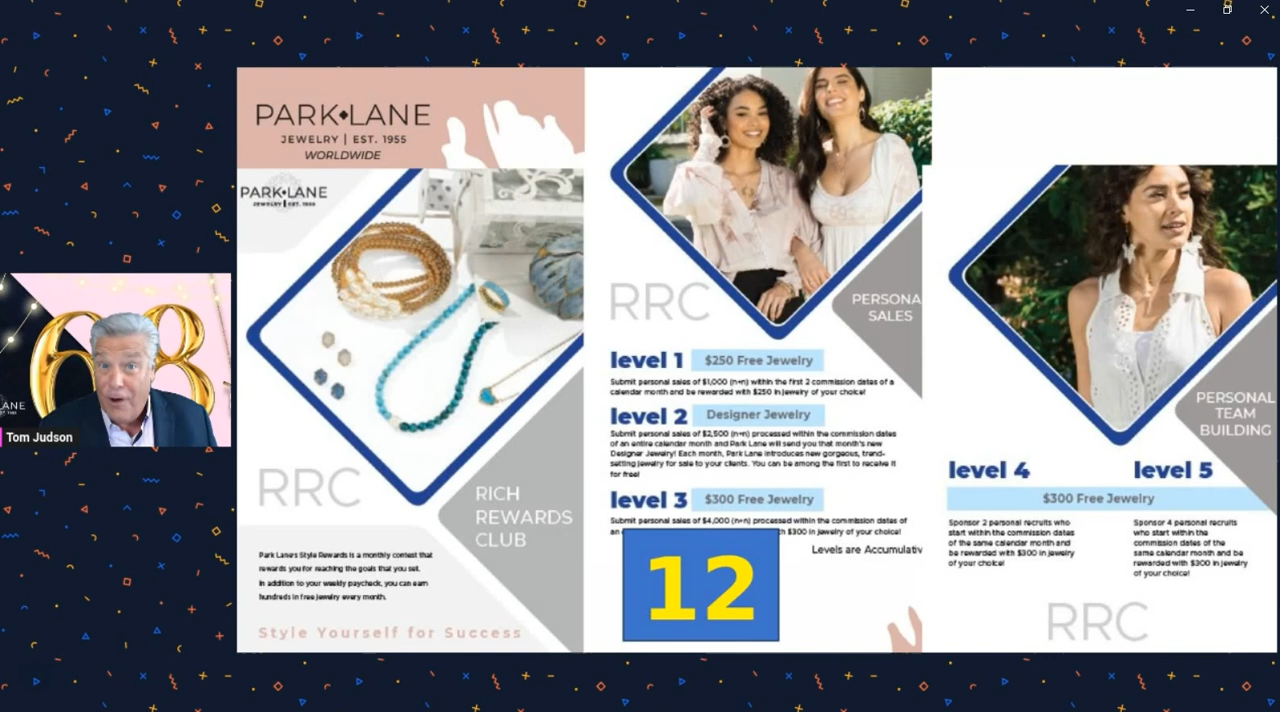 PARK LANE
JEWELRY | EST. 1955
WORLDWIDE
PARK LANE
JEWELRY | EST. 1955
RRC
RICH
REWARDS
CLUB
Park Lane's Style Rewards is a monthly contest that
rewards you for reaching the goals that you set.
In addition to your weekly paycheck, you can earn
hundreds in free jewelry every month.
Style Yourself for Success
RRC
PERSONA
SALES
level 1
$250 Free Jewelry
Submit personal sales of $1,000 (n+n) within the first 2 commission dates of a
calendar month and be rewarded with $250 in jewelry of your choice!
level 2
Designer Jewelry
Submit personal sales of $2,500 (n+n) processed within the commission dates
of an entire calendar month and Park Lane will send you that month's new
Designer Jewelry! Each month, Park Lane introduces new gorgeous, trend-
setting jewelry for sale to your clients. You can be among the first to receive it
for free!
level 3
$300 Free Jewelry
Submit personal sales of $4,000 (n+n) processed within the commission dates of
an
h $300 in jewelry of your choice!
Levels are Accumulativ
12
PERSONAL
TEAM
BUILDING
level 4
level 5
$300 Free Jewelry
Sponsor 2 personal recruits who
start within the commission dates
of the same calendar month and
be rewarded with $300 in jewelry
of your choice!
Sponsor 4 personal recruits
who start within the
commission dates of the
same calendar month and be
rewarded with $300 in jewelry
of your choice!
RRC
68
LANE
Tom Judson